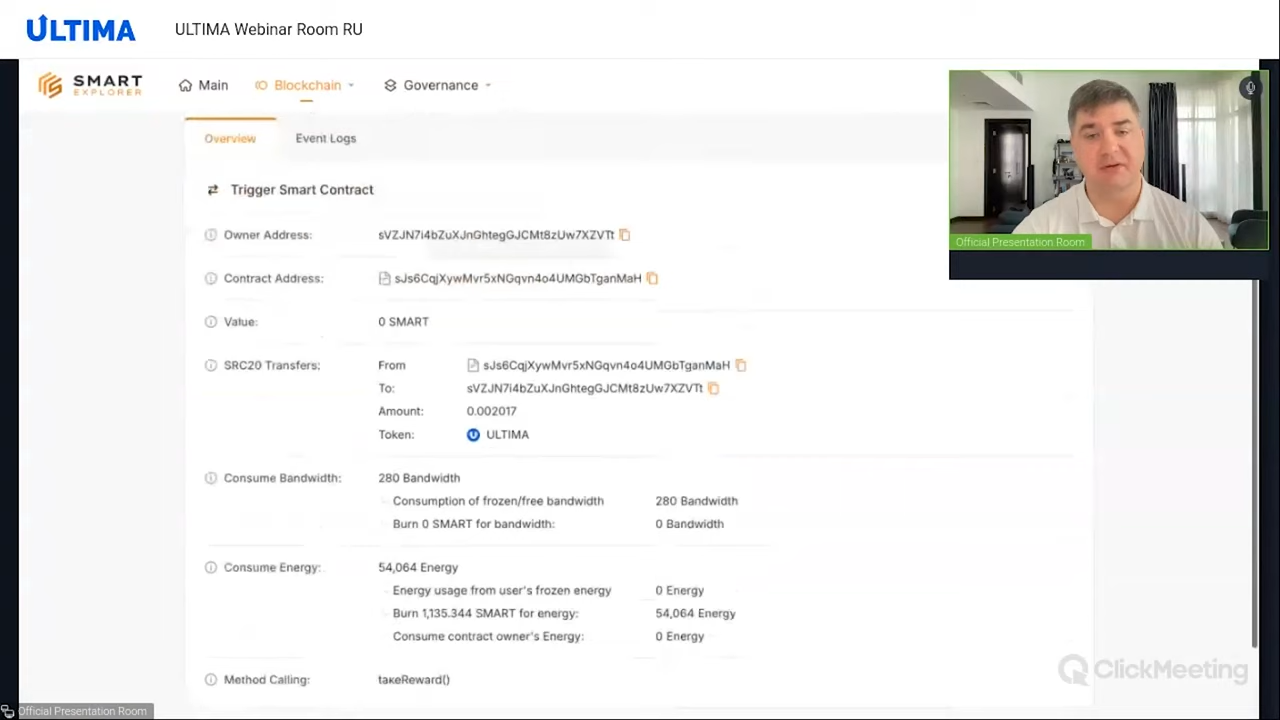 ULTIMA
ULTIMA Webinar Room RU
SMART
EXPLORER
Main
Blockchain
Governance
Overview
Event Logs
Trigger Smart Contract
Owner Address: sVZJN7i4bZuXJnGhtegGJCMt8zUw7XZVTt
Contract Address: sJs6CqjXywMvr5xNGqvn4o4UMGbTganMaH
Value: 0 SMART
SRC20 Transfers: From sJs6CqjXywMvr5xNGqvn4o4UMGbTganMaH
To: sVZJN7i4bZuXJnGhtegGJCMt8zUw7XZVTt
Amount: 0.002017
Token: ULTIMA
Consume Bandwidth: 280 Bandwidth
Consumption of frozen/free bandwidth 280 Bandwidth
Burn 0 SMART for bandwidth: 0 Bandwidth
Consume Energy: 54,064 Energy
Energy usage from user's frozen energy 0 Energy
Burn 1,135.344 SMART for energy: 54,064 Energy
Consume contract owner's Energy: 0 Energy
Method Calling: takeReward()
Official Presentation Room
ClickMeeting
Official Presentation Room